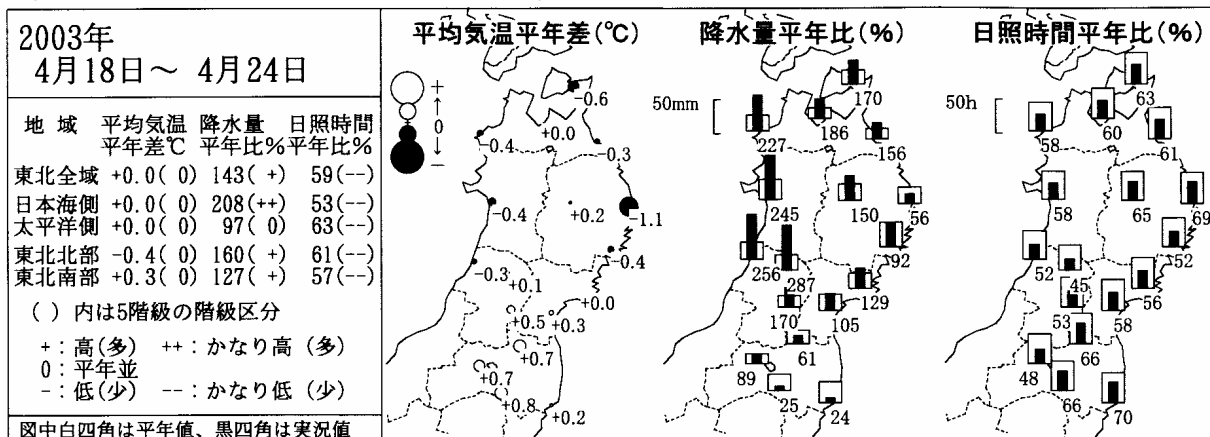 2003年
4月18日～ 4月24日
地 域 平均気温 降水量 日照時間
平年差℃ 平年比% 平年比%
東北全域 +0.0( 0) 143( +) 59(--)
日本海側 +0.0( 0) 208(++) 53(--)
太平洋側 +0.0( 0) 97( 0) 63(--)
東北北部 -0.4( 0) 160( +) 61(--)
東北南部 +0.3( 0) 127( +) 57(--)
( ) 内は5階級の階級区分
+：高(多) ++：かなり高 (多)
0：平年並
-：低(少) --：かなり低 (少)
図中白四角は平年値、黒四角は実況値
平均気温平年差(℃)
+
↑
0
↓
-
-0.6
+0.0
-0.4
-0.3
-0.4
+0.2
-1.1
-0.4
-0.3
+0.1
+0.0
+0.5
+0.3
+0.7
+0.7
+0.8
+0.2
降水量平年比(%)
50mm
170
186
227
156
245
150
56
256
92
287
129
170
105
61
89
25
24
日照時間平年比(%)
50h
63
60
58
61
58
65
69
52
52
45
56
53
58
66
48
66
70